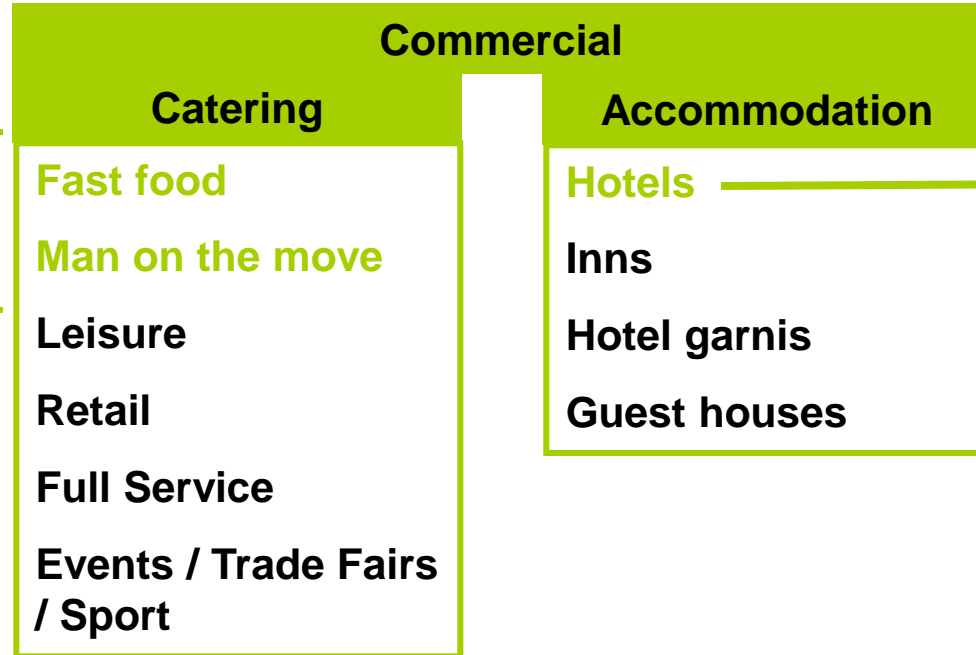 Commercial
Catering
Fast food
Man on the move
Leisure
Retail
Full Service
Events / Trade Fairs
/ Sport
Accommodation
Hotels
Inns
Hotel garnis
Guest houses